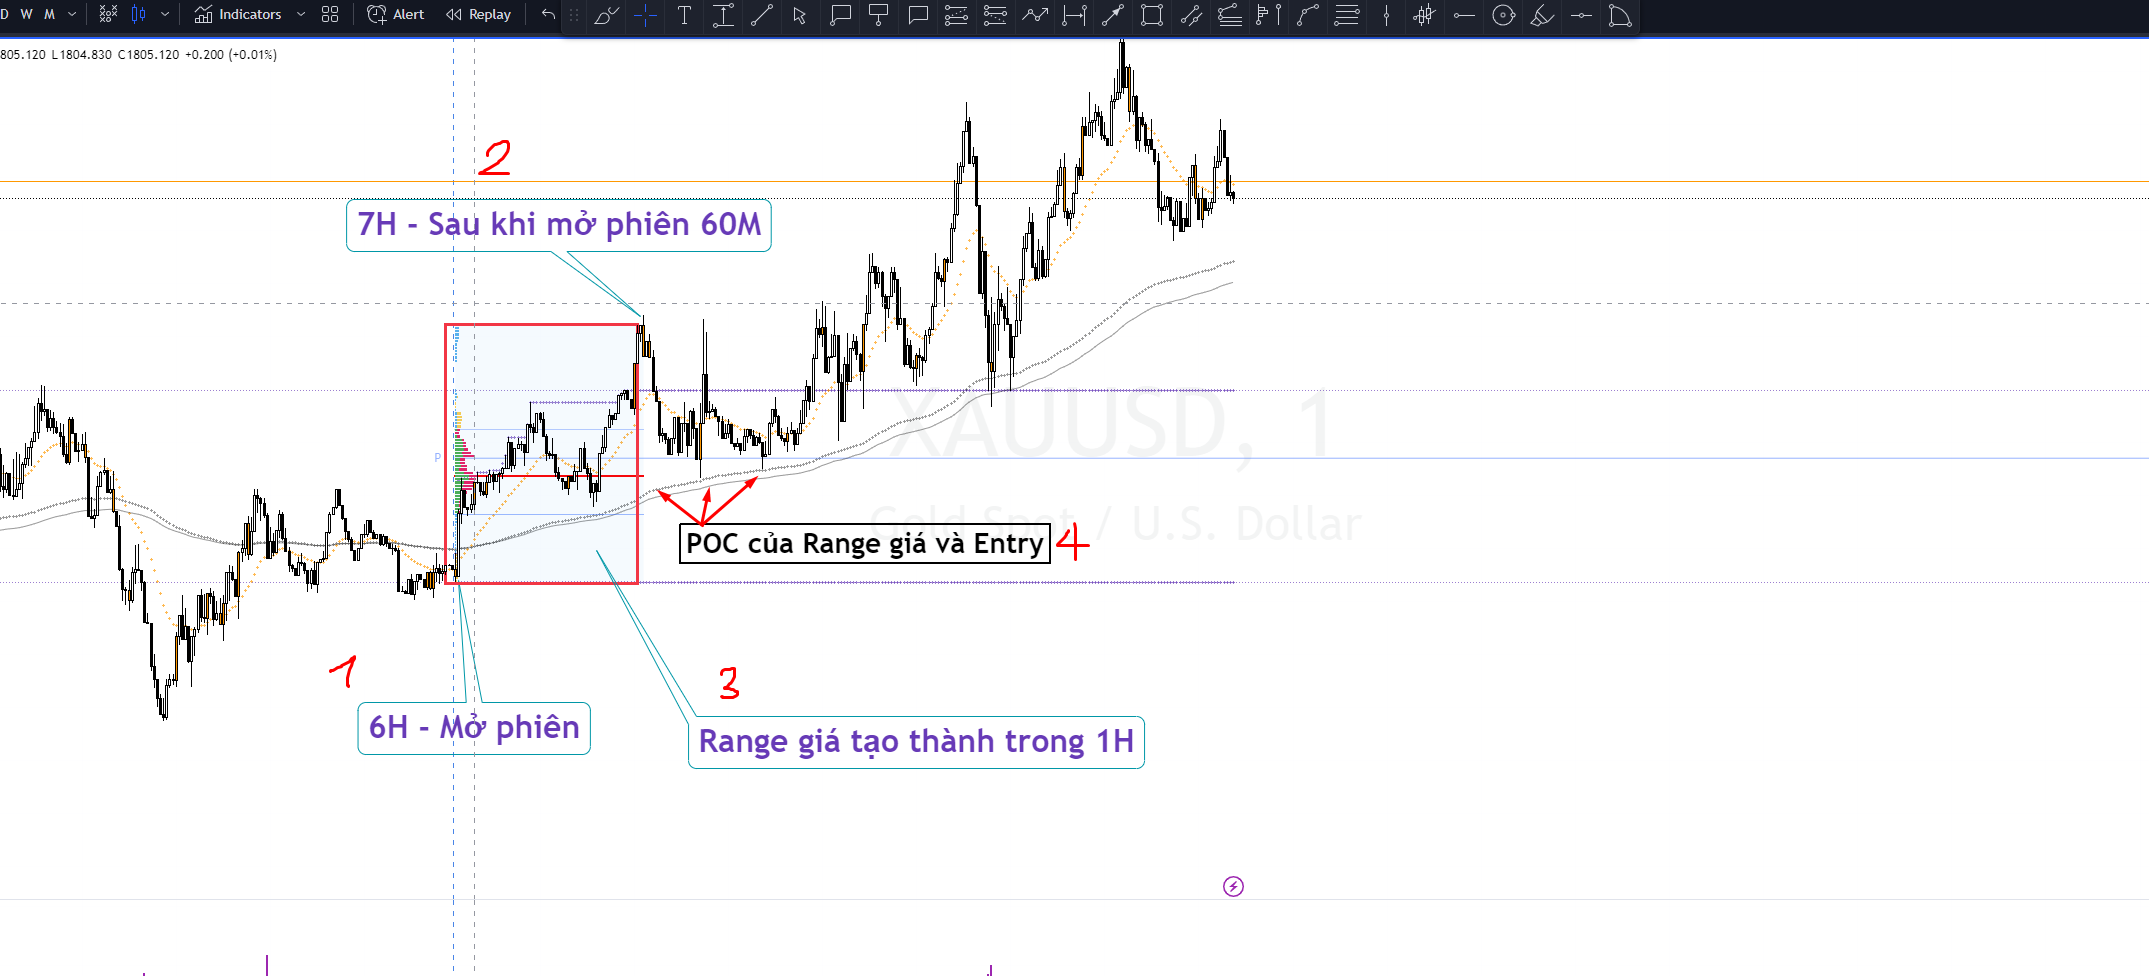 D W M Indicators Alert Replay
805.120 L1804.830 C1805.120 +0.200 (+0.01%)
2
7H - Sau khi mở phiên 60M
P
XAUUSD, 1
Gold Spot / U.S. Dollar
POC của Range giá và Entry 4
1
3
6H - Mở phiên
Range giá tạo thành trong 1H